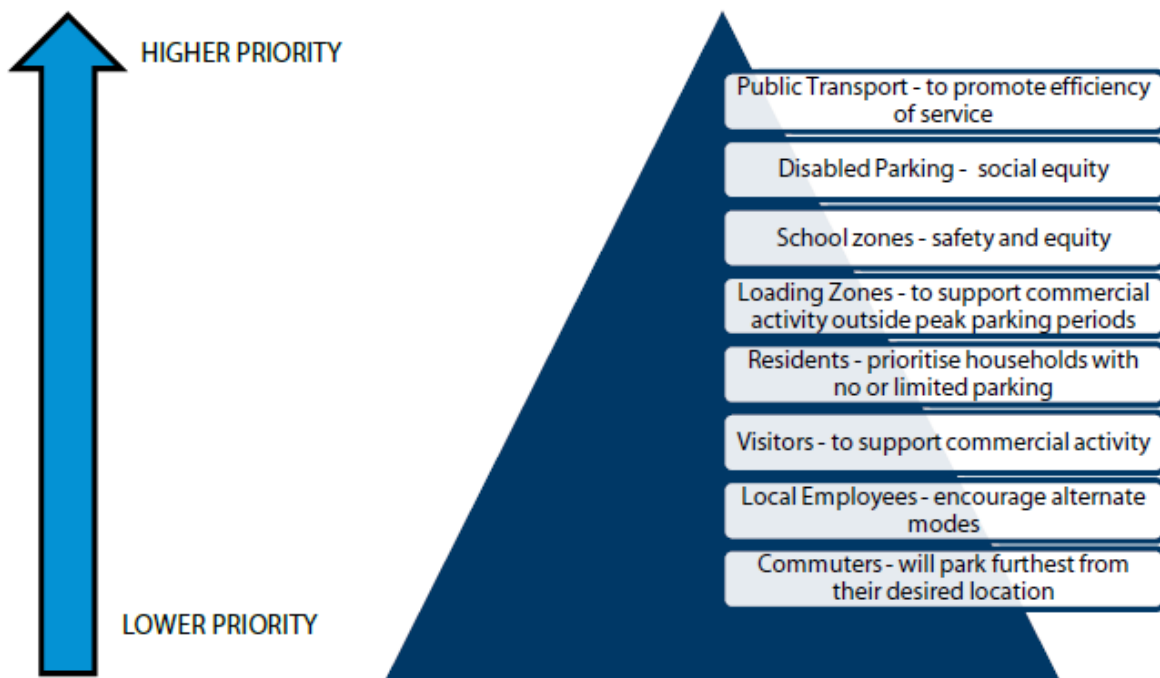 HIGHER PRIORITY
Public Transport - to promote efficiency
of service
Disabled Parking -  social equity
School zones - safety and equity
Loading Zones - to support commercial
activity outside peak parking periods
Residents - prioritise households with
no or limited parking
Visitors - to support commercial activity
Local Employees - encourage alternate
modes
Commuters - will park furthest from
their desired location
LOWER PRIORITY